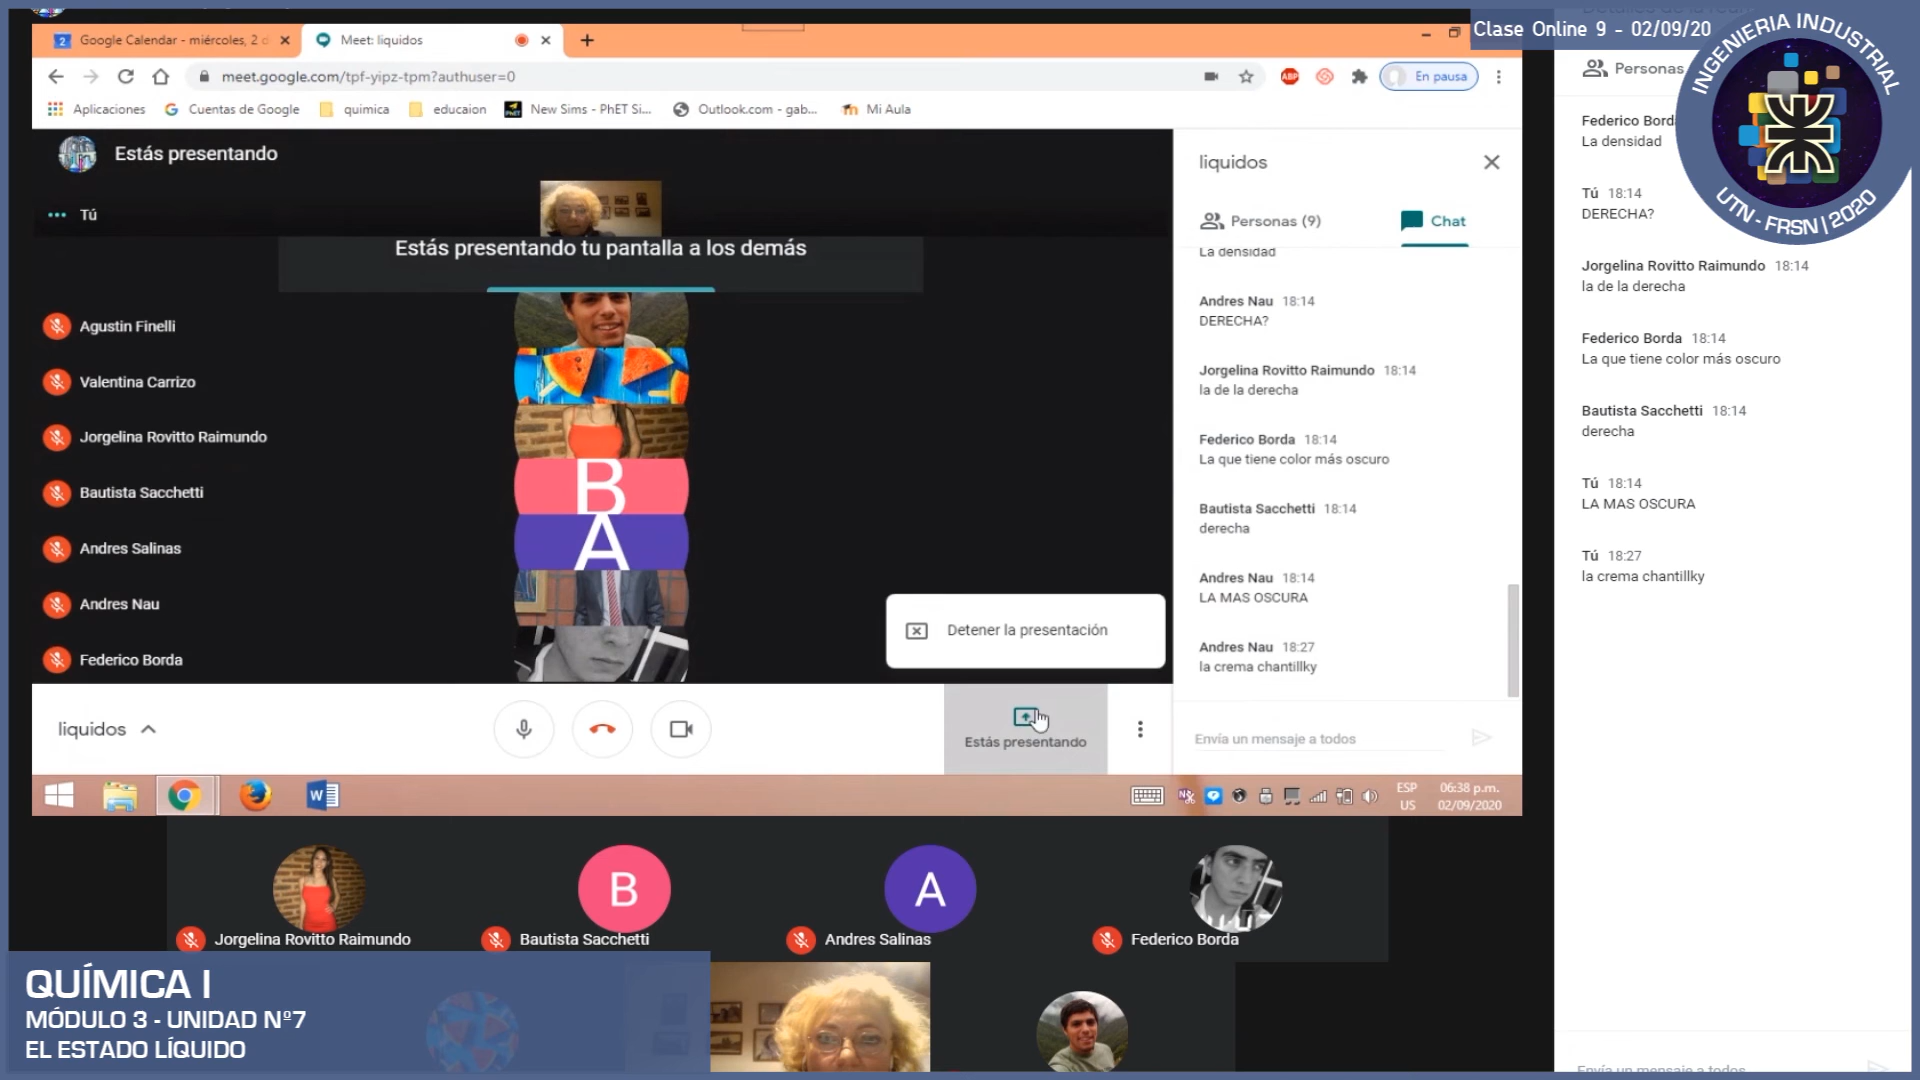 Google Calendar - miércoles, 2 d
Meet: liquidos
Clase Online 9 - 02/09/20
INGENIERIA INDUSTRIAL
UTN - FRSN | 2020
meet.google.com/tpf-yipz-tpm?authuser=0
ABP
En pausa
Aplicaciones
Cuentas de Google
quimica
educaion
New Sims - PhET Si...
Outlook.com - gab...
Mi Aula
Estás presentando
Tú
Estás presentando tu pantalla a los demás
Agustin Finelli
Valentina Carrizo
Jorgelina Rovitto Raimundo
Bautista Sacchetti
Andres Salinas
Andres Nau
Federico Borda
B
A
Detener la presentación
liquidos
Estás presentando
liquidos
Personas (9)
Chat
La densidad
Andres Nau 18:14
DERECHA?
Jorgelina Rovitto Raimundo 18:14
la de la derecha
Federico Borda 18:14
La que tiene color más oscuro
Bautista Sacchetti 18:14
derecha
Andres Nau 18:14
LA MAS OSCURA
Andres Nau 18:27
la crema chantillky
Envía un mensaje a todos
ESP
US
06:38 p.m.
02/09/2020
Personas
Federico Borda
La densidad
Tú 18:14
DERECHA?
Jorgelina Rovitto Raimundo 18:14
la de la derecha
Federico Borda 18:14
La que tiene color más oscuro
Bautista Sacchetti 18:14
derecha
Tú 18:14
LA MAS OSCURA
Tú 18:27
la crema chantillky
Envía un mensaje a todos
Jorgelina Rovitto Raimundo
B
Bautista Sacchetti
A
Andres Salinas
Federico Borda
QUÍMICA I
MÓDULO 3 - UNIDAD Nº7
EL ESTADO LÍQUIDO